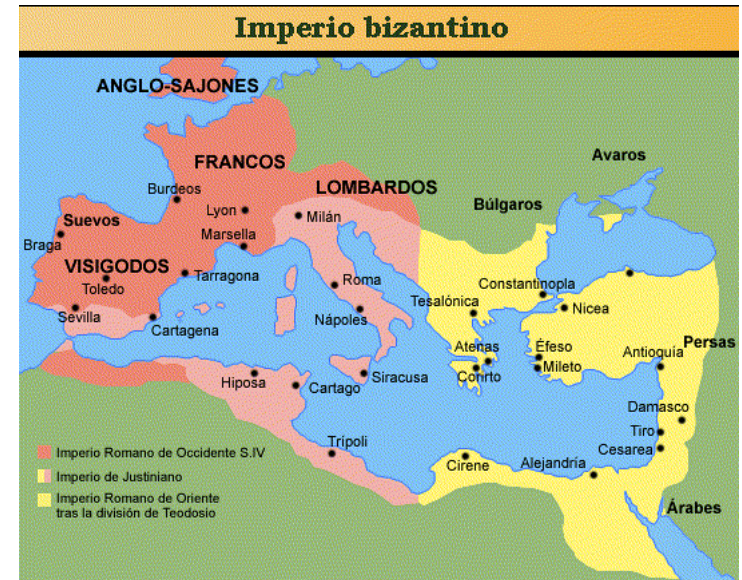 Imperio bizantino
ANGLO-SAJONES
FRANCOS
Avaros
Burdeos
LOMBARDOS
Búlgaros
Suevos
Lyon
Milán
Braga
Marsella
VISIGODOS
Toledo
Tarragona
Roma
Constantinopla
Tesalónica
Nicea
Sevilla
Cartagena
Nápoles
Atenas
Éfeso
Persas
Antioquía
Mileto
Conrto
Hiposa
Cartago
Siracusa
Damasco
Tiro
Trípoli
Cesarea
Cirene
Alejandría
Árabes
Imperio Romano de Occidente S.IV
Imperio de Justiniano
Imperio Romano de Oriente
tras la división de Teodosio